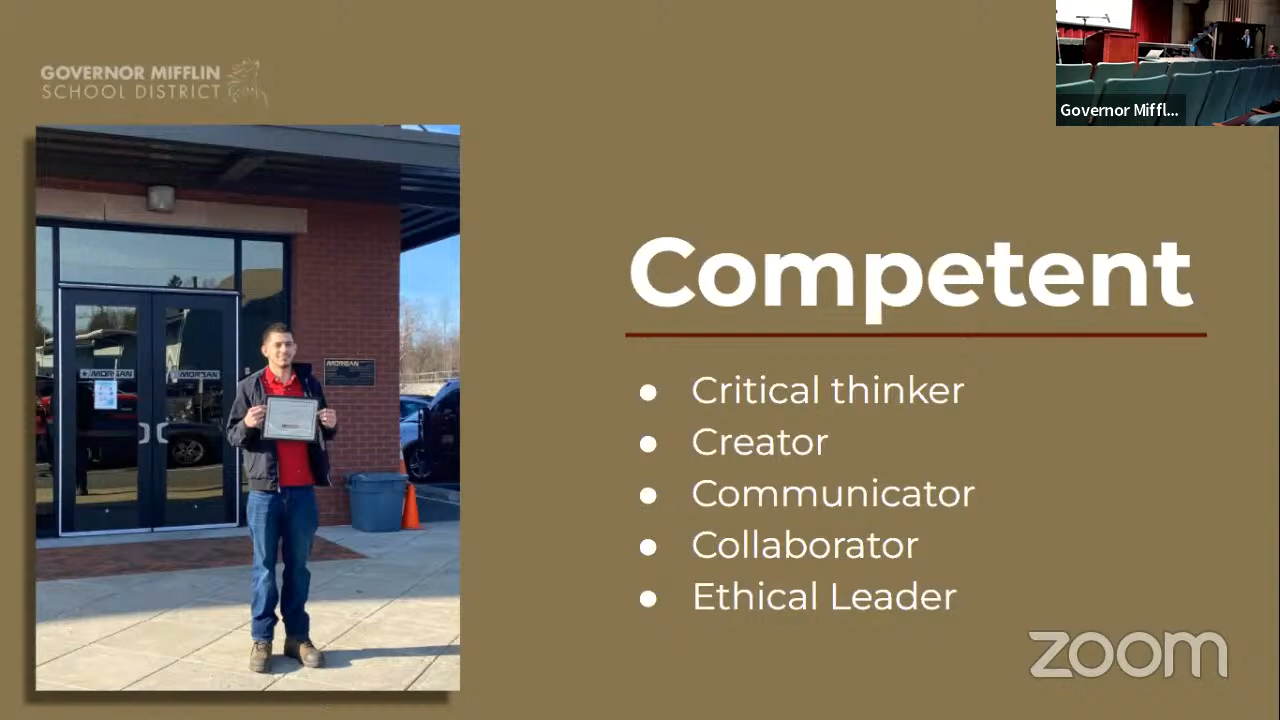 GOVERNOR MIFFLIN
SCHOOL DISTRICT
Governor Miffl...
MORGAN
MORGAN
MORGAN
Competent
Critical thinker
Creator
Communicator
Collaborator
Ethical Leader
zoom